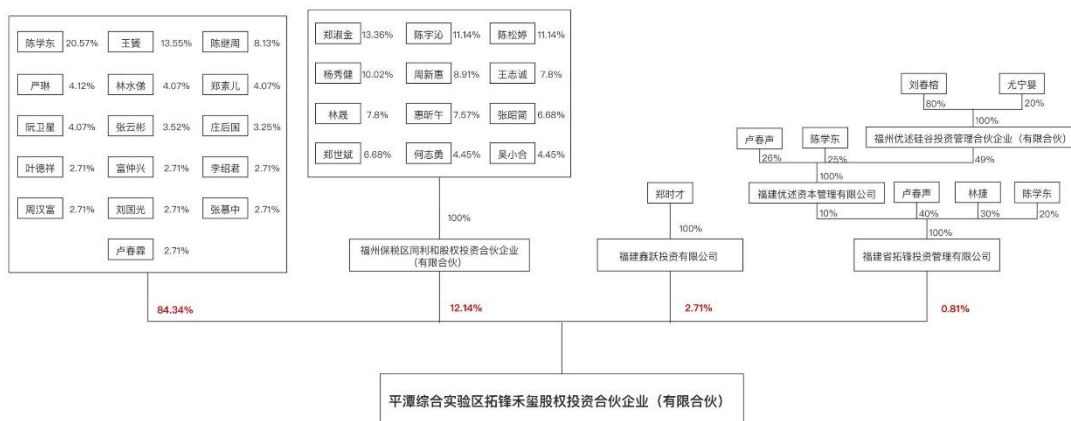 陈学东 20.57% 王赟 13.55% 陈继周 8.13%
严琳 4.12% 林水俤 4.07% 郑素儿 4.07%
阮卫星 4.07% 张云彬 3.52% 庄后国 3.25%
叶德祥 2.71% 富仲兴 2.71% 李绍君 2.71%
周汉富 2.71% 刘国光 2.71% 张慕中 2.71%
卢春霖 2.71%
84.34%
郑淑金 13.36% 陈宇沁 11.14% 陈松婷 11.14%
杨秀健 10.02% 周新惠 8.91% 王志诚 7.8%
林晟 7.8% 惠昕午 7.57% 张昭简 6.68%
郑世斌 6.68% 何志勇 4.45% 吴小合 4.45%
100%
福州保税区同利和股权投资合伙企业
（有限合伙）
12.14%
郑时才
100%
福建鑫跃投资有限公司
2.71%
刘春榕 尤宁婴
80% 20%
100%
福州优述硅谷投资管理合伙企业（有限合伙）
卢春声 陈学东
26% 25% 49%
100%
福建优述资本管理有限公司 卢春声 林捷 陈学东
10% 40% 30% 20%
100%
福建省拓锋投资管理有限公司
0.81%
平潭综合实验区拓锋禾玺股权投资合伙企业（有限合伙）